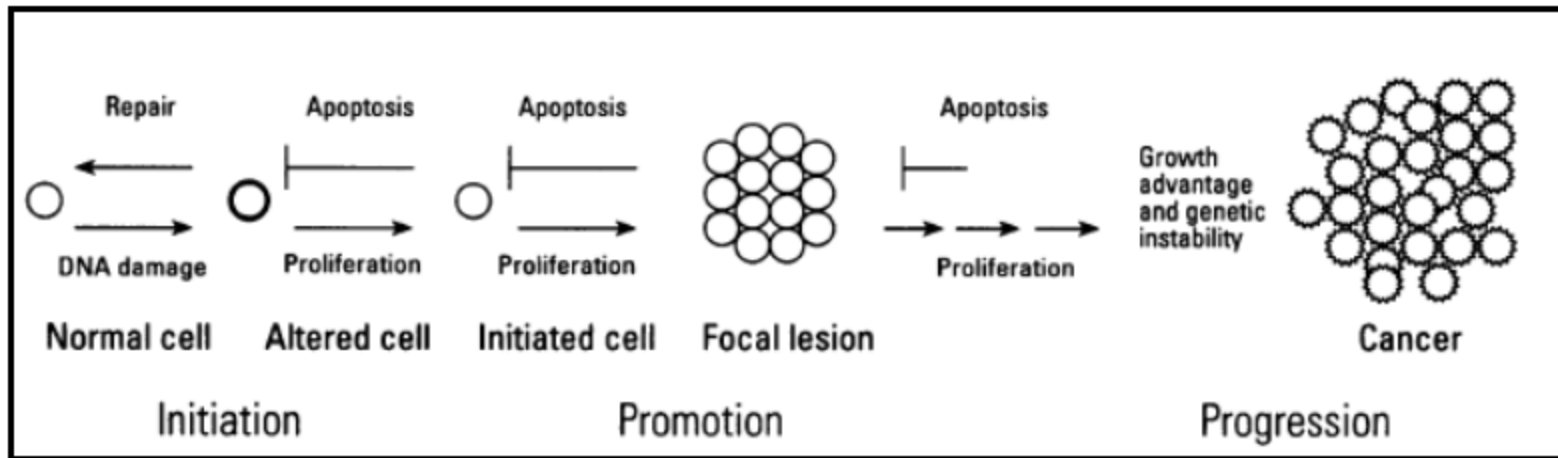 Repair
Apoptosis
Apoptosis
Apoptosis
Growth
advantage
and genetic
instability
DNA damage
Proliferation
Proliferation
Proliferation
Normal cell
Altered cell
Initiated cell
Focal lesion
Cancer
Initiation
Promotion
Progression